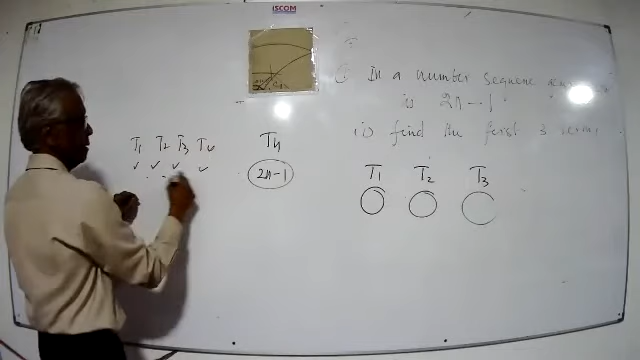 ISCOM
In a number sequence
is 2n - 1
i) find the first 3 terms
T1 T2 T3 T4 Tn
2n-1
T1 T2 T3